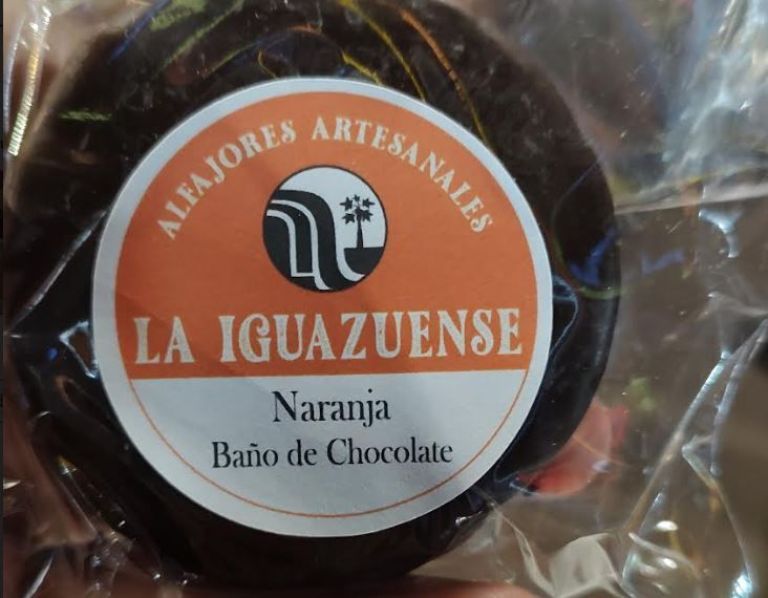 ALFAJORES ARTESANALES
LA IGUAZUENSE
Naranja
Baño de Chocolate